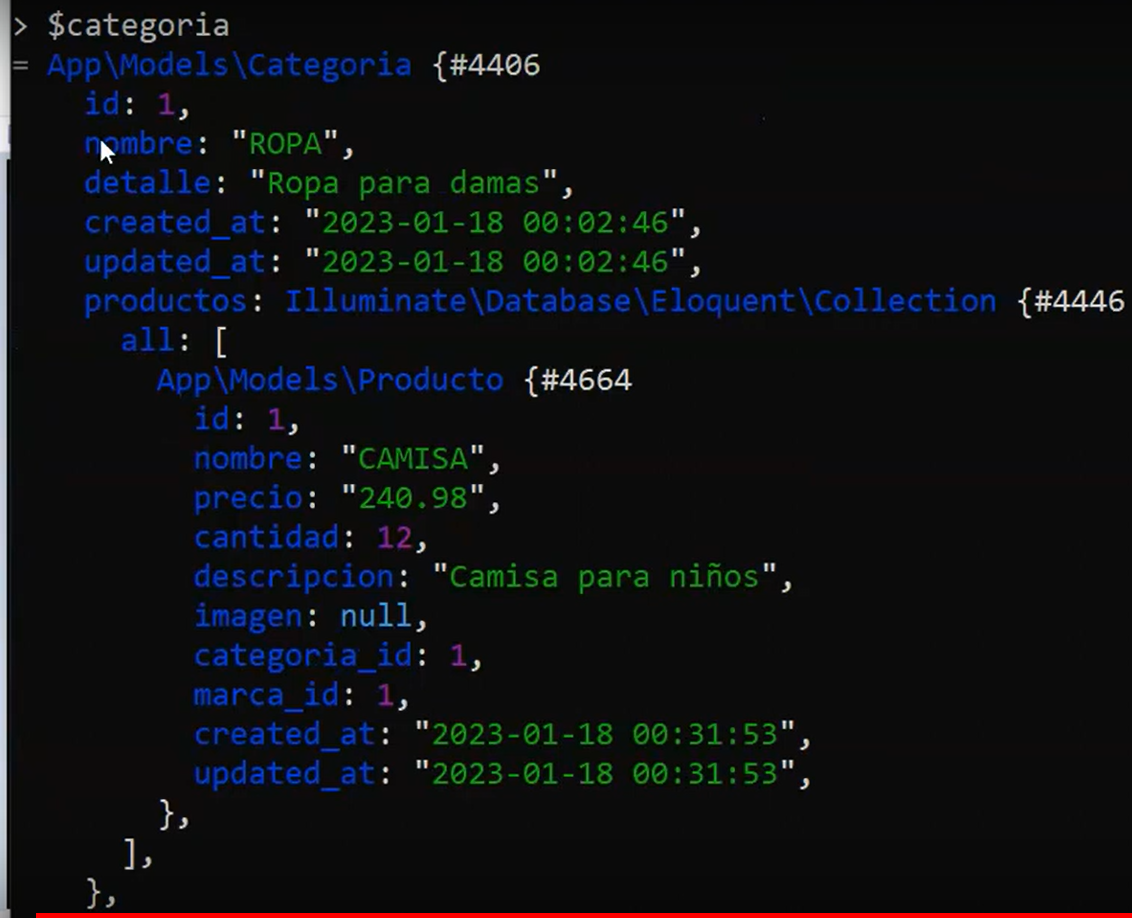 > $categoria
= App\Models\Categoria {#4406
id: 1,
nombre: "ROPA",
detalle: "Ropa para damas",
created_at: "2023-01-18 00:02:46",
updated_at: "2023-01-18 00:02:46",
productos: Illuminate\Database\Eloquent\Collection {#4446
all: [
App\Models\Producto {#4664
id: 1,
nombre: "CAMISA",
precio: "240.98",
cantidad: 12,
descripcion: "Camisa para niños",
imagen: null,
categoria_id: 1,
marca_id: 1,
created_at: "2023-01-18 00:31:53",
updated_at: "2023-01-18 00:31:53",
},
],
},